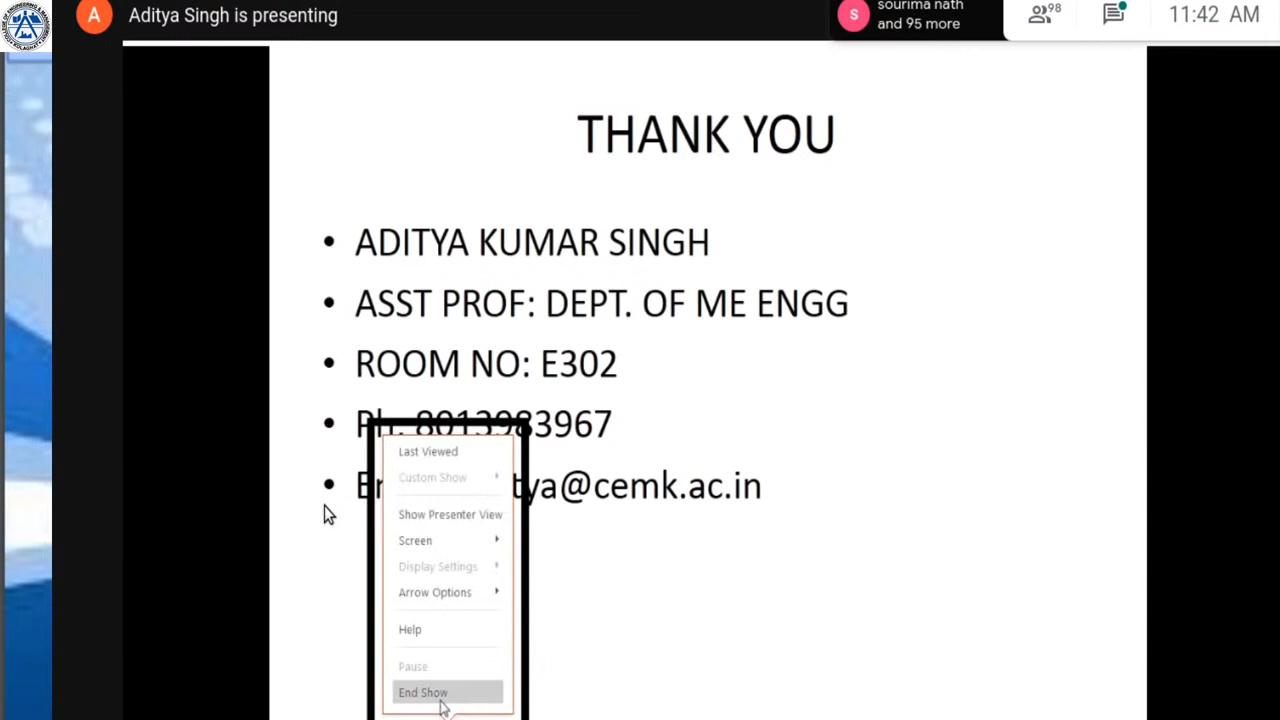 A
Aditya Singh is presenting
S
sourima nath
and 95 more
98
11:42 AM
THANK YOU
• ADITYA KUMAR SINGH
• ASST PROF: DEPT. OF ME ENGG
• ROOM NO: E302
• Ph: 8013983967
tya@cemk.ac.in
Last Viewed
Custom Show
Show Presenter View
Screen
Display Settings
Arrow Options
Help
Pause
End Show